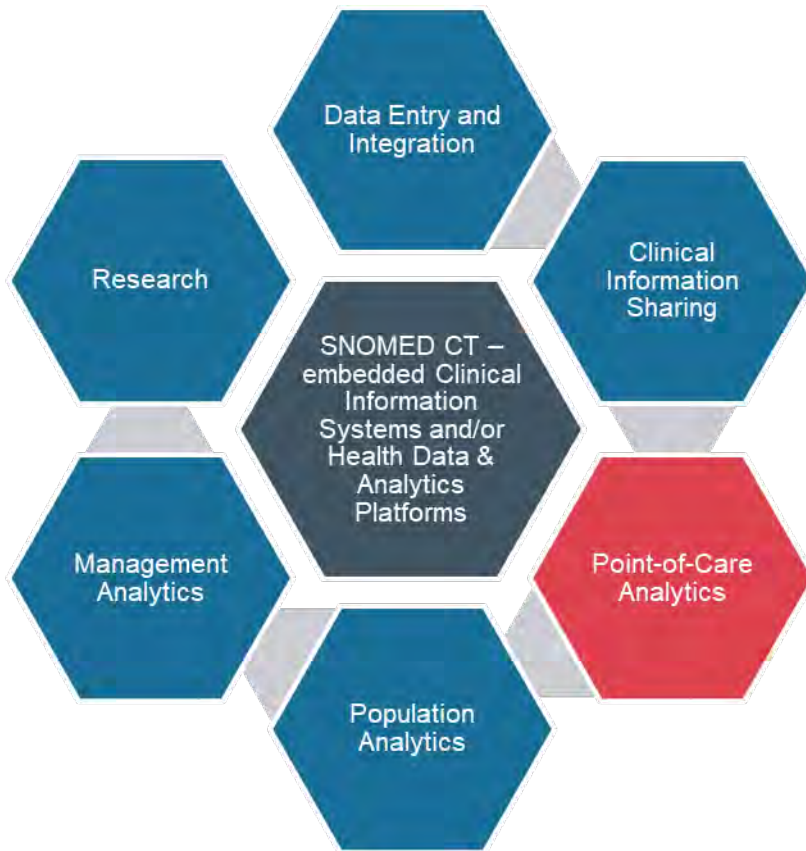 Data Entry and
Integration
Clinical
Information
Sharing
Research
SNOMED CT –
embedded Clinical
Information
Systems and/or
Health Data &
Analytics
Platforms
Point-of-Care
Analytics
Management
Analytics
Population
Analytics